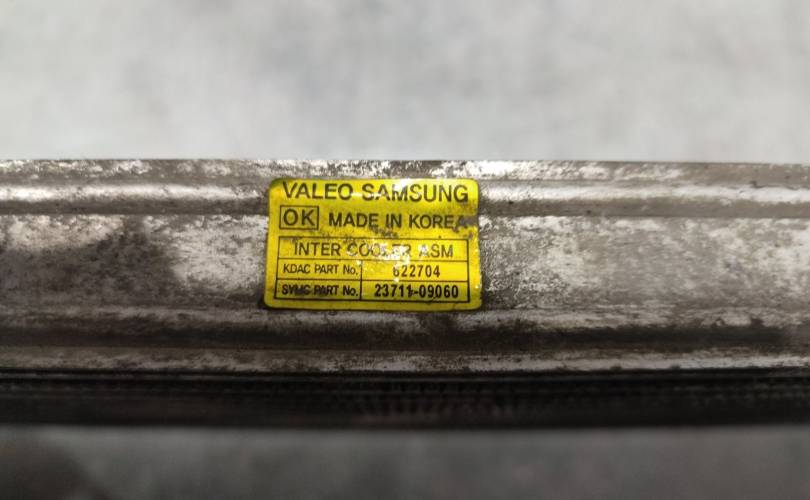 VALEO SAMSUNG
OK MADE IN KOREA
INTER COOLER ASM
KDAC PART No. 622704
SYMC PART No. 23711-09060